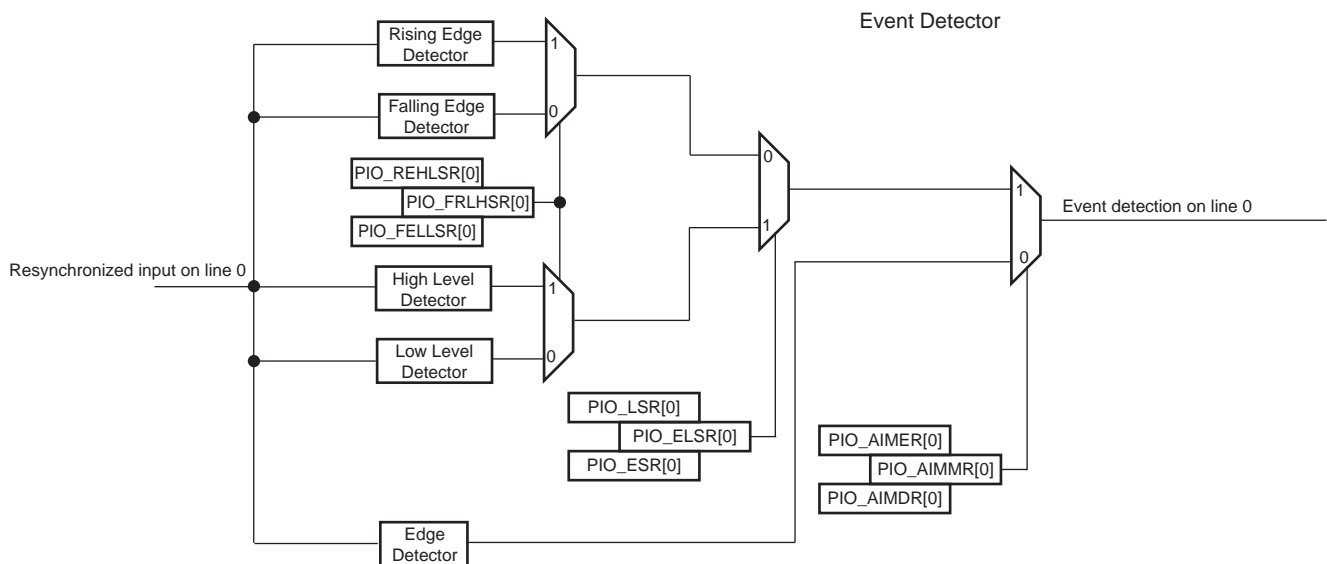 Event Detector
Rising Edge
Detector
1
Falling Edge
Detector
0
PIO_REHLSR[0]
PIO_FRLHSR[0]
PIO_FELLSR[0]
0
1
1
0
Event detection on line 0
Resynchronized input on line 0
High Level
Detector
1
Low Level
Detector
0
PIO_LSR[0]
PIO_ELSR[0]
PIO_ESR[0]
PIO_AIMER[0]
PIO_AIMMR[0]
PIO_AIMDR[0]
Edge
Detector